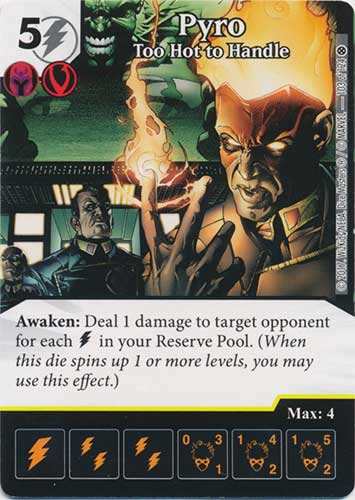 5
Pyro
Too Hot to Handle
Awaken: Deal 1 damage to target opponent
for each in your Reserve Pool. (When
this die spins up 1 or more levels, you may
use this effect.)
Max: 4
0 3
1
1 4
2
1 5
2